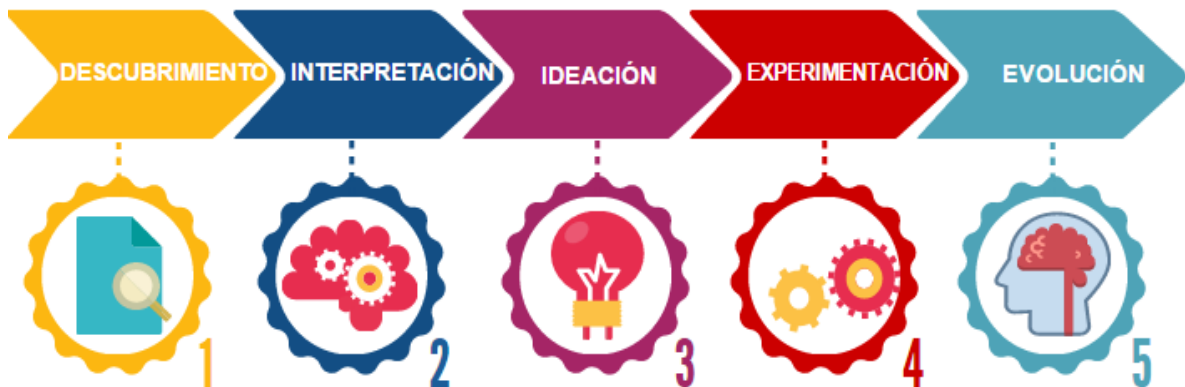 DESCUBRIMIENTO
INTERPRETACIÓN
IDEACIÓN
EXPERIMENTACIÓN
EVOLUCIÓN
1
2
3
4
5